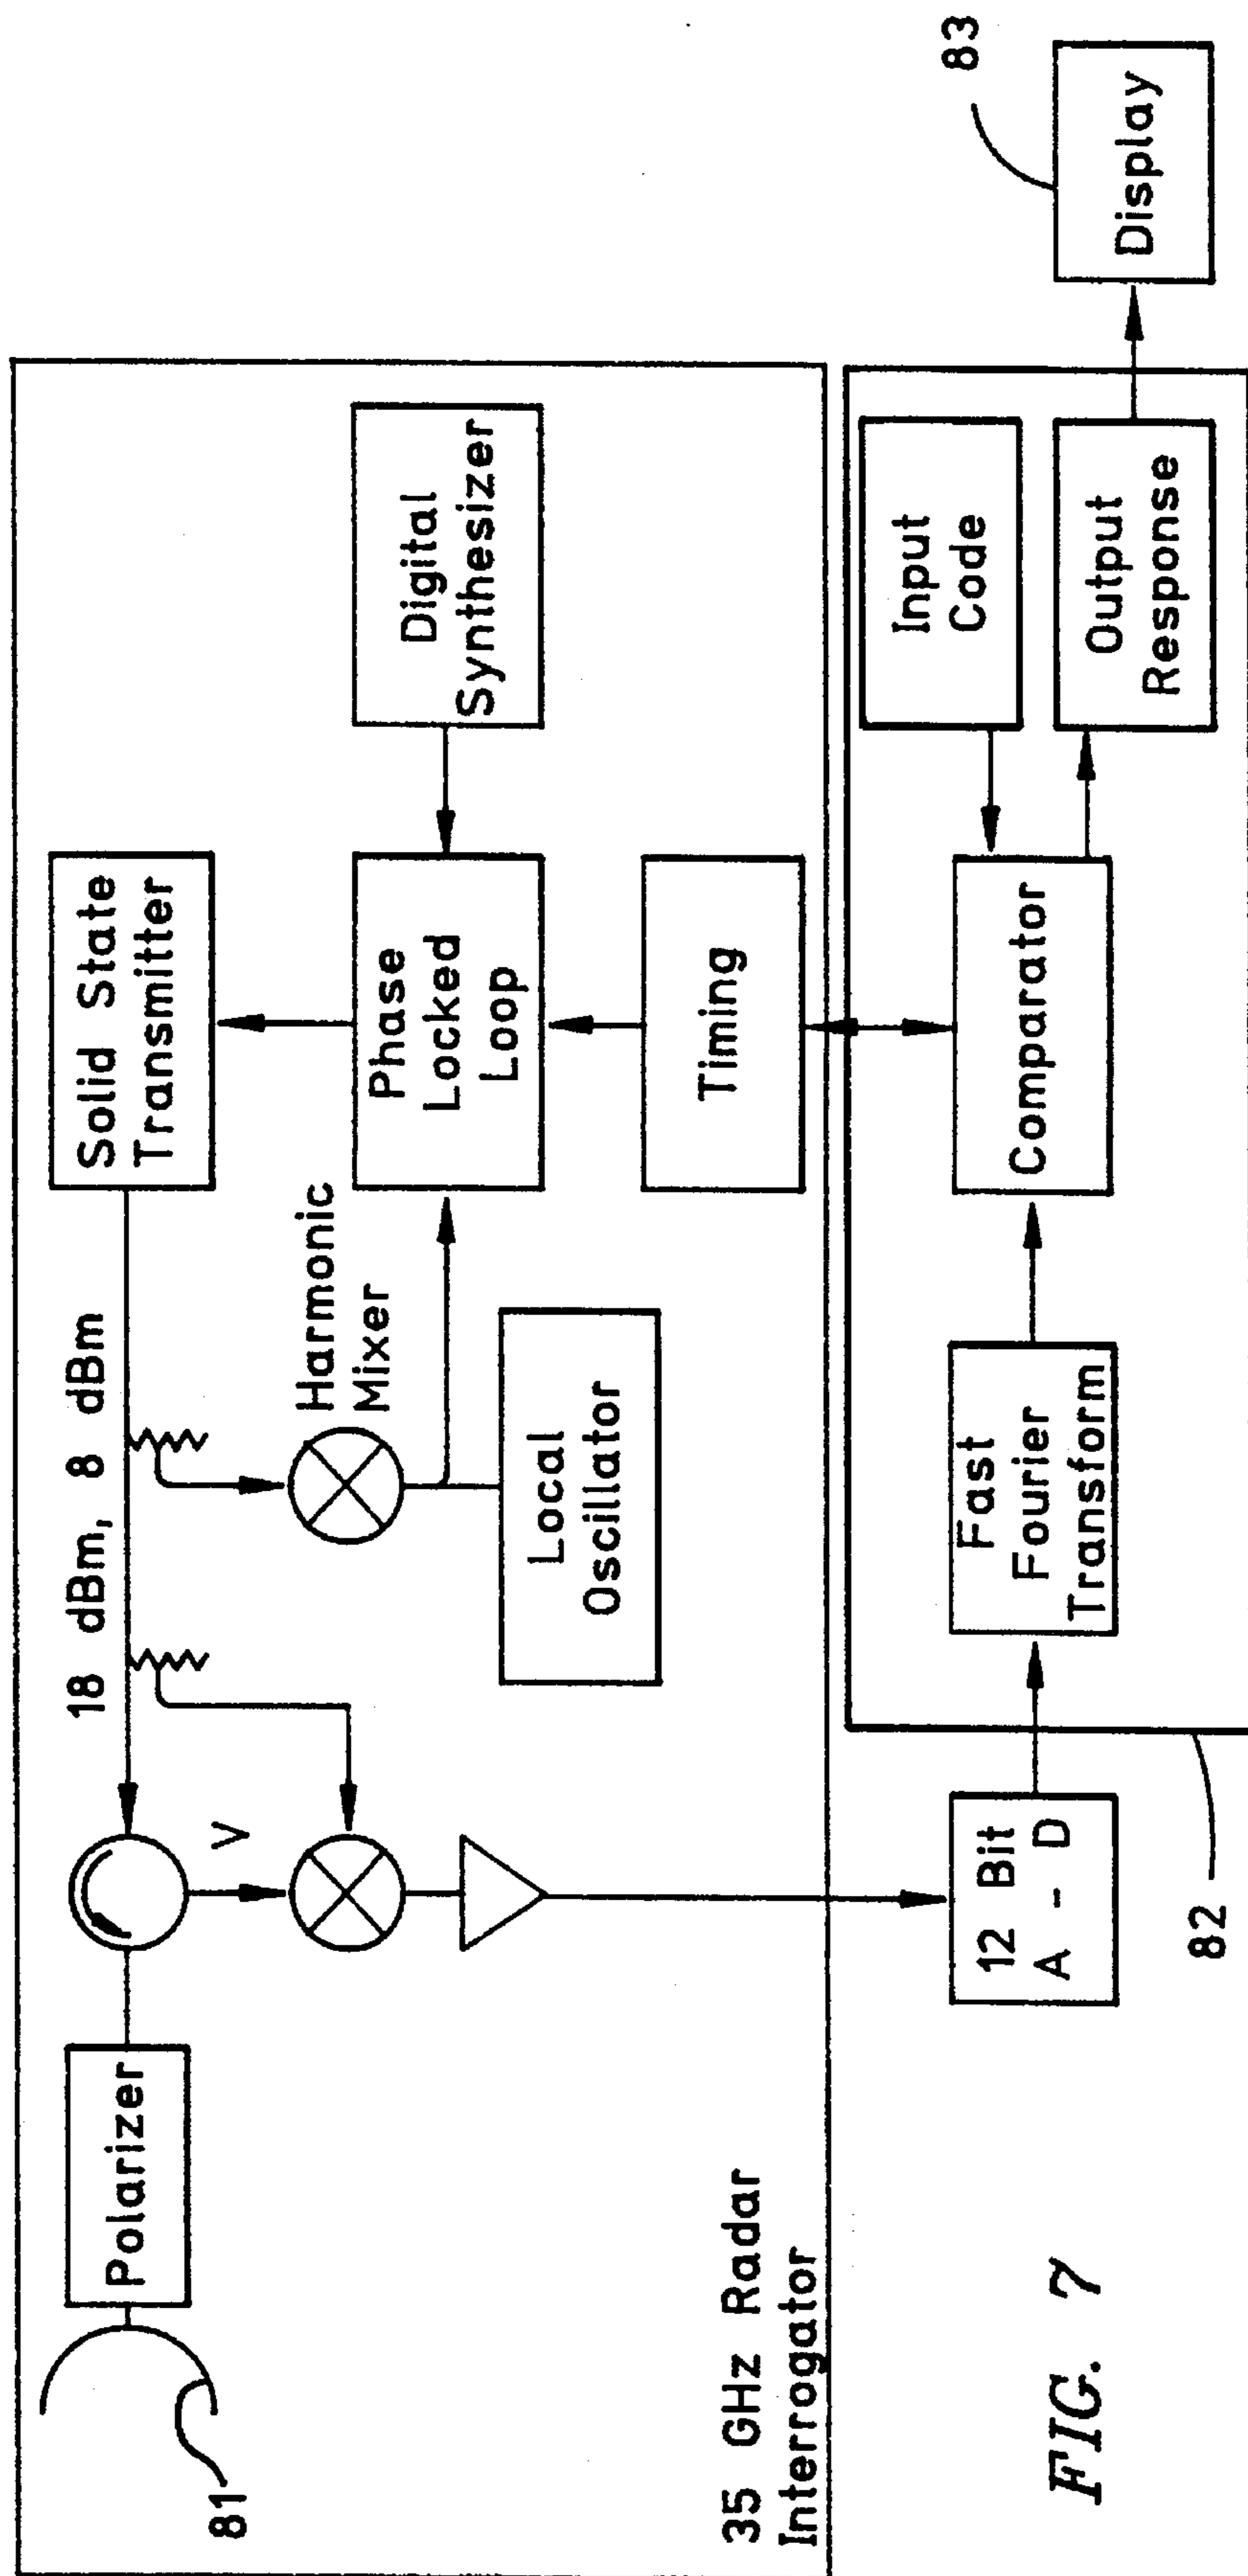 18 dBm, 8 dBm
Solid State
Transmitter
Polarizer
V
Harmonic
Mixer
Phase
Locked
Loop
Digital
Synthesizer
Local
Oscillator
Timing
81
35 GHz Radar
Interrogator
12 Bit
A - D
Fast
Fourier
Transform
Comparator
Input
Code
Output
Response
Display
83
82
FIG. 7